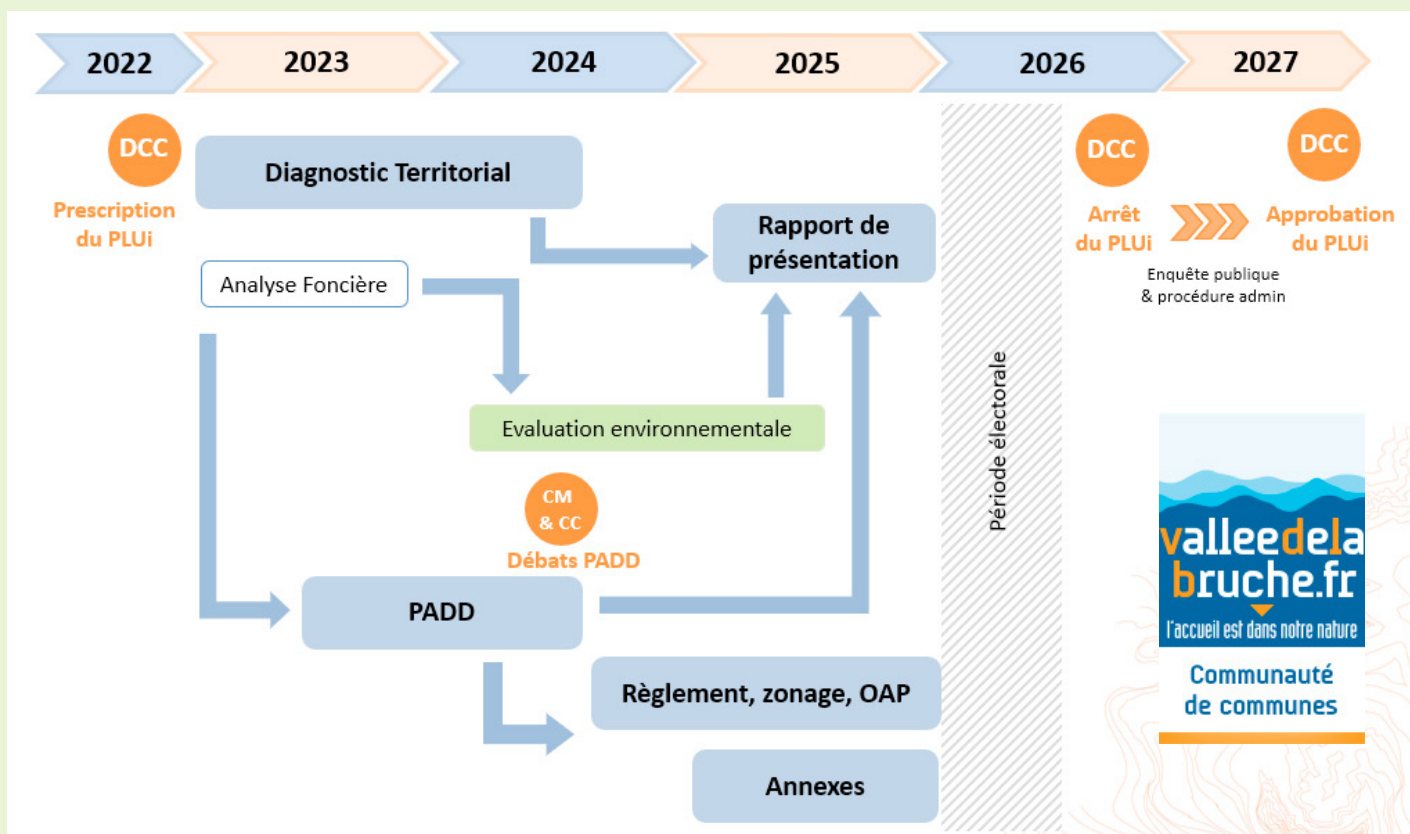 2022
2023
2024
2025
2026
2027
DCC
Prescription
du PLUi
Diagnostic Territorial
Analyse Foncière
Rapport de
présentation
Evaluation environnementale
CM
& CC
Débats PADD
PADD
Règlement, zonage, OAP
Annexes
Période électorale
DCC
Arrêt
du PLUi
DCC
Approbation
du PLUi
Enquête publique
& procédure admin
valleedela
bruche.fr
l'accueil est dans notre nature
Communauté
de communes